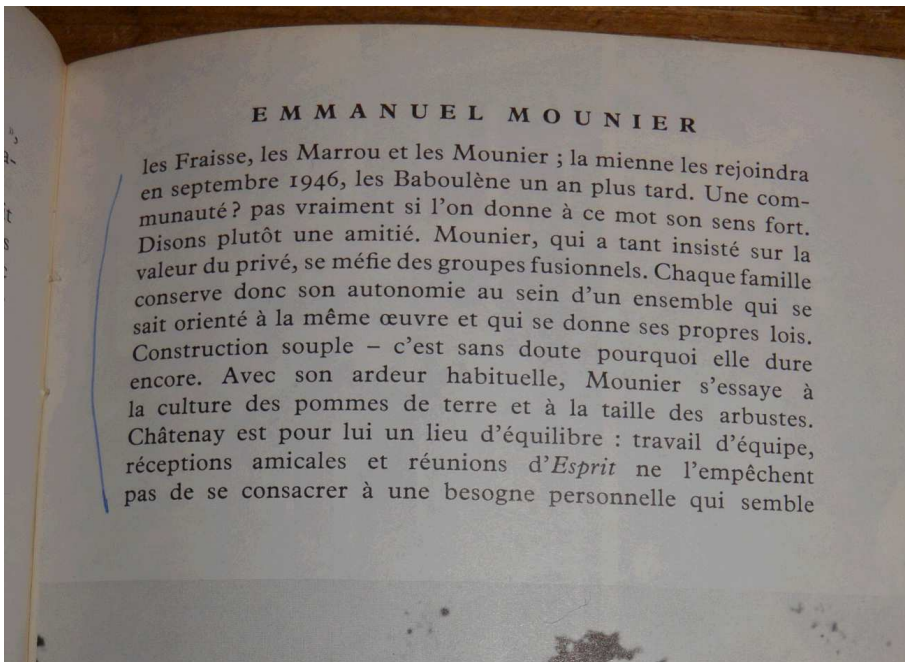 EMMANUEL MOUNIER
les Fraisse, les Marrou et les Mounier ; la mienne les rejoindra
en septembre 1946, les Baboulène un an plus tard. Une com-
munauté ? pas vraiment si l'on donne à ce mot son sens fort.
Disons plutôt une amitié. Mounier, qui a tant insisté sur la
valeur du privé, se méfie des groupes fusionnels. Chaque famille
conserve donc son autonomie au sein d'un ensemble qui se
sait orienté à la même œuvre et qui se donne ses propres lois.
Construction souple – c'est sans doute pourquoi elle dure
encore. Avec son ardeur habituelle, Mounier s'essaye à
la culture des pommes de terre et à la taille des arbustes.
Châtenay est pour lui un lieu d'équilibre : travail d'équipe,
réceptions amicales et réunions d'Esprit ne l'empêchent
pas de se consacrer à une besogne personnelle qui semble